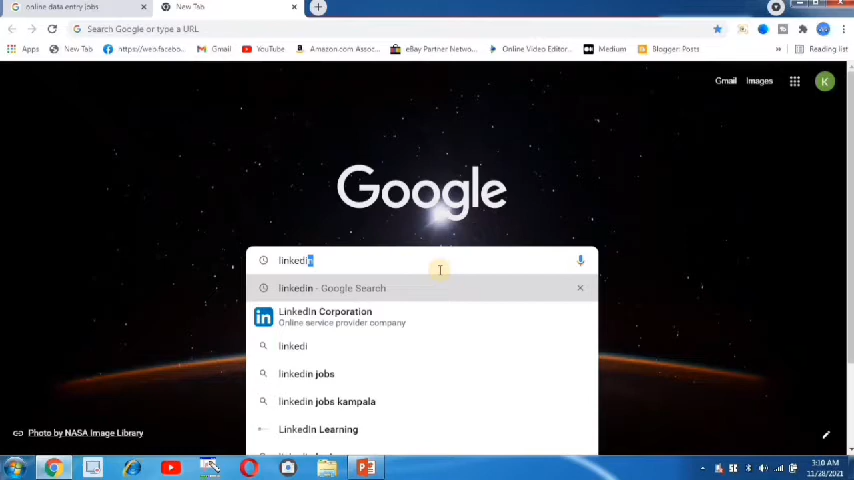 online data entry jobs
New Tab
Search Google or type a URL
Apps
New Tab
https://web.facebo...
Gmail
YouTube
Amazon.com Assoc...
eBay Partner Netwo...
Online Video Editor...
Medium
Blogger: Posts
»
Reading list
Gmail
Images
K
Google
linkedin
linkedin - Google Search
in
LinkedIn Corporation
Online service provider company
linkedi
linkedin jobs
linkedin jobs kampala
LinkedIn Learning
Photo by NASA Image Library
3:10 AM
11/28/2021